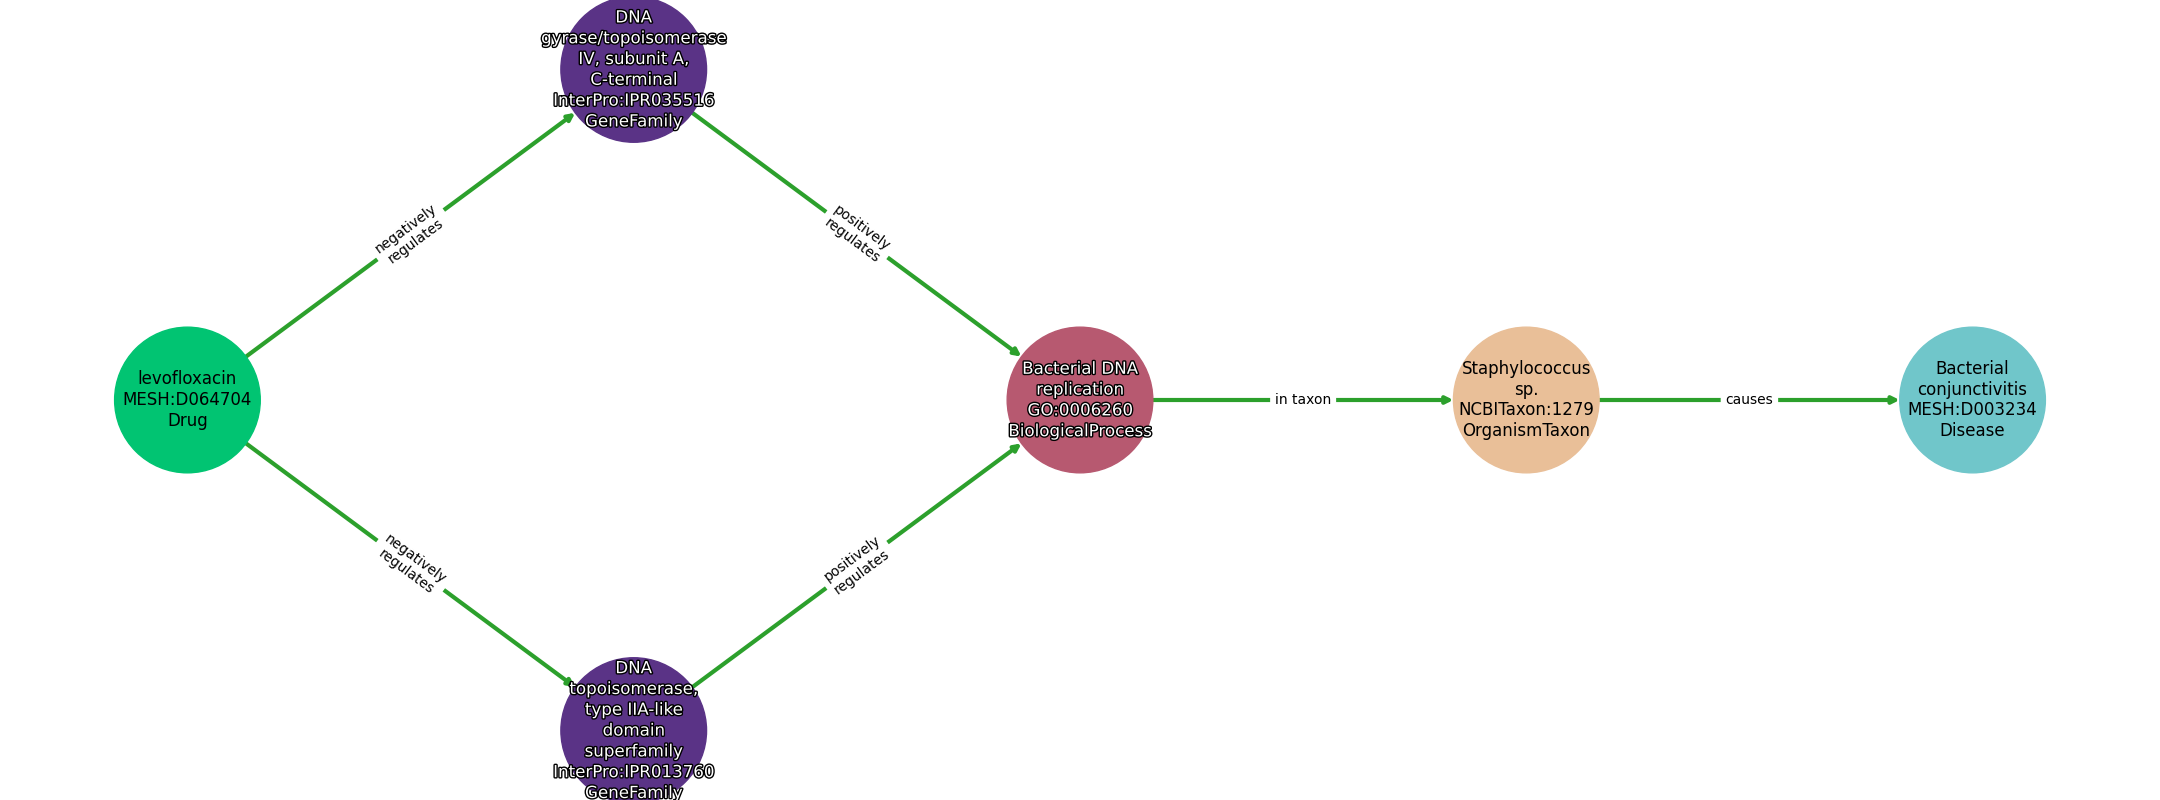 DNA
gyrase/topoisomerase
IV, subunit A,
C-terminal
InterPro:IPR035516
GeneFamily
negatively
regulates
positively
regulates
levofloxacin
MESH:D064704
Drug
Bacterial DNA
replication
GO:0006260
BiologicalProcess
in taxon
Staphylococcus
sp.
NCBITaxon:1279
OrganismTaxon
causes
Bacterial
conjunctivitis
MESH:D003234
Disease
negatively
regulates
positively
regulates
DNA
topoisomerase,
type IIA-like
domain
superfamily
InterPro:IPR013760
GeneFamily